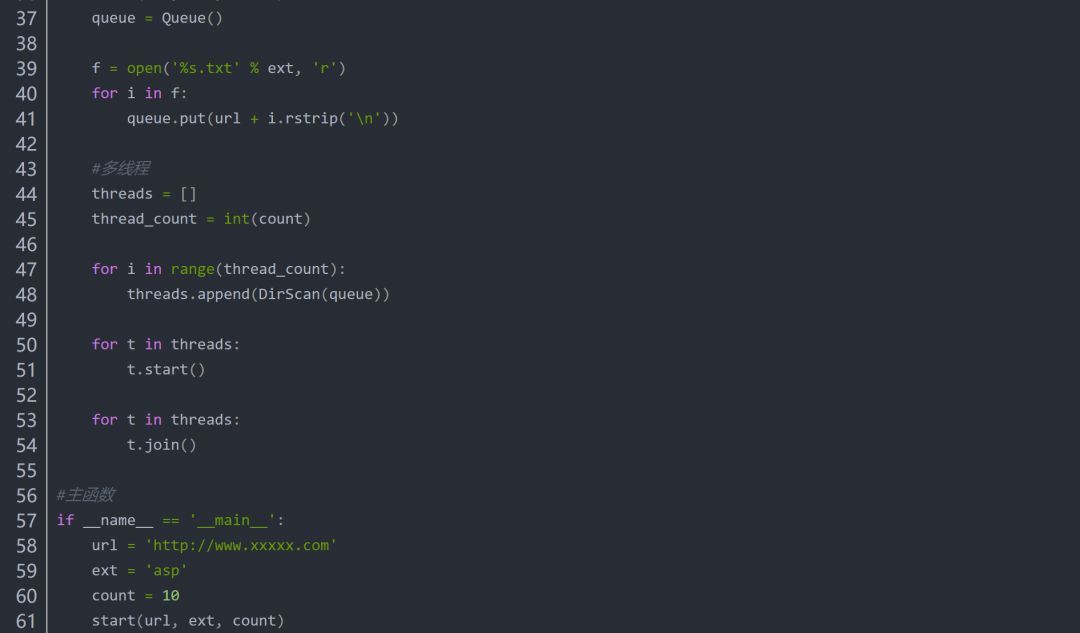 37 queue = Queue()
38
39 f = open('%s.txt' % ext, 'r')
40 for i in f:
41 queue.put(url + i.rstrip('\n'))
42
43 #多线程
44 threads = []
45 thread_count = int(count)
46
47 for i in range(thread_count):
48 threads.append(DirScan(queue))
49
50 for t in threads:
51 t.start()
52
53 for t in threads:
54 t.join()
55
56 #主函数
57 if __name__ == '__main__':
58 url = 'http://www.xxxxx.com'
59 ext = 'asp'
60 count = 10
61 start(url, ext, count)